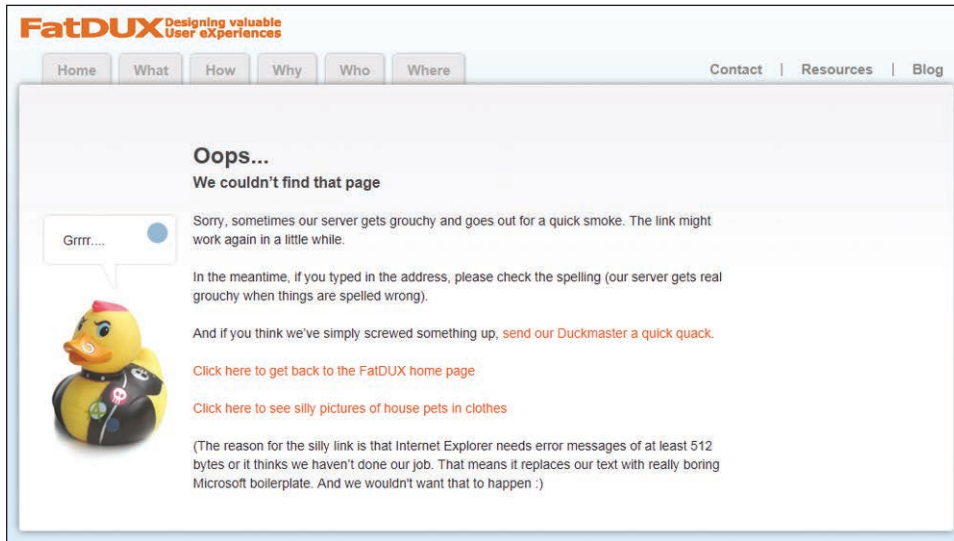 FatDUX Designing valuable
User eXperiences
Home What How Why Who Where
Contact | Resources | Blog
Oops...
We couldn't find that page
Sorry, sometimes our server gets grouchy and goes out for a quick smoke. The link might
work again in a little while.
Grrr....
In the meantime, if you typed in the address, please check the spelling (our server gets real
grouchy when things are spelled wrong).
And if you think we've simply screwed something up, send our Duckmaster a quick quack.
Click here to get back to the FatDUX home page
Click here to see silly pictures of house pets in clothes
(The reason for the silly link is that Internet Explorer needs error messages of at least 512
bytes or it thinks we haven't done our job. That means it replaces our text with really boring
Microsoft boilerplate. And we wouldn't want that to happen :)